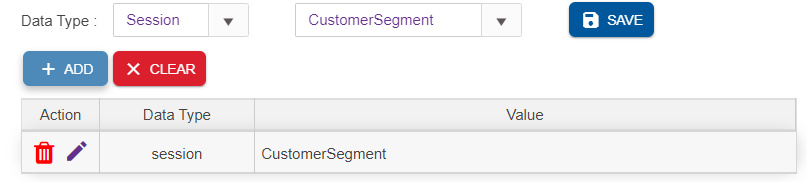 Data Type : Session CustomerSegment SAVE
ADD CLEAR
Action Data Type Value
session CustomerSegment